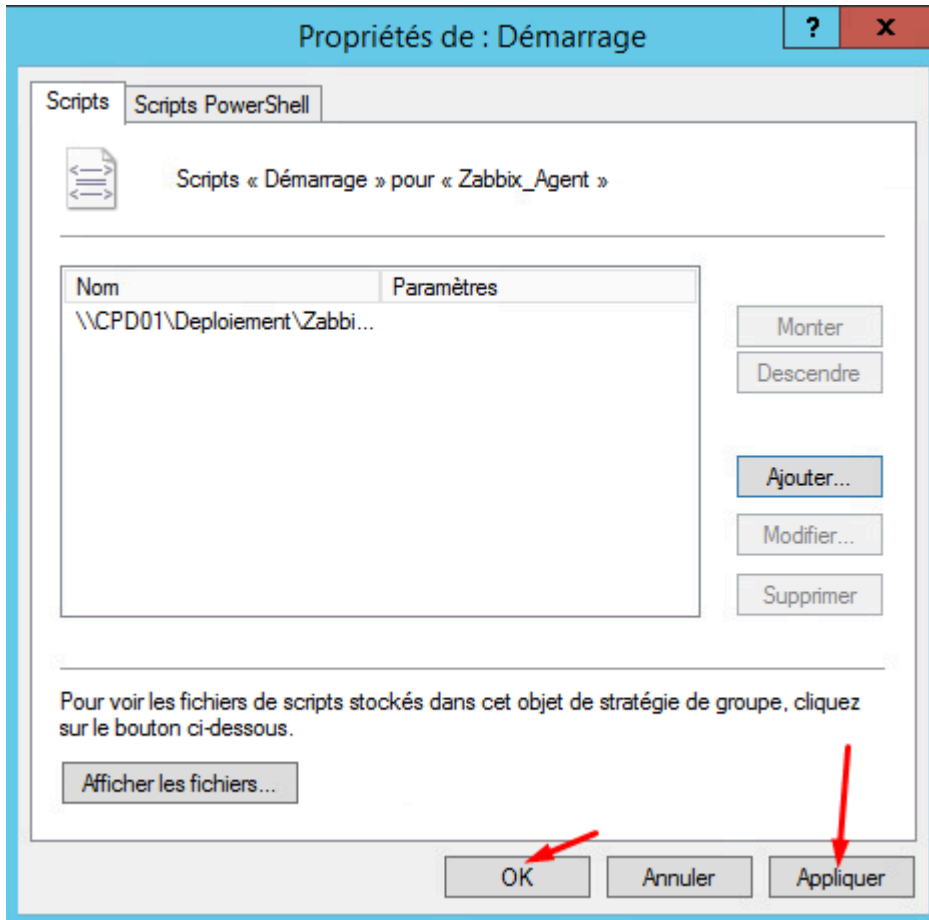 Propriétés de : Démarrage
?
x
Scripts
Scripts PowerShell
Scripts « Démarrage » pour « Zabbix_Agent »
Nom
Paramètres
\\CPD01\Deploiement\Zabbi...
Monter
Descendre
Ajouter...
Modifier...
Supprimer
Pour voir les fichiers de scripts stockés dans cet objet de stratégie de groupe, cliquez
sur le bouton ci-dessous.
Afficher les fichiers...
OK
Annuler
Appliquer